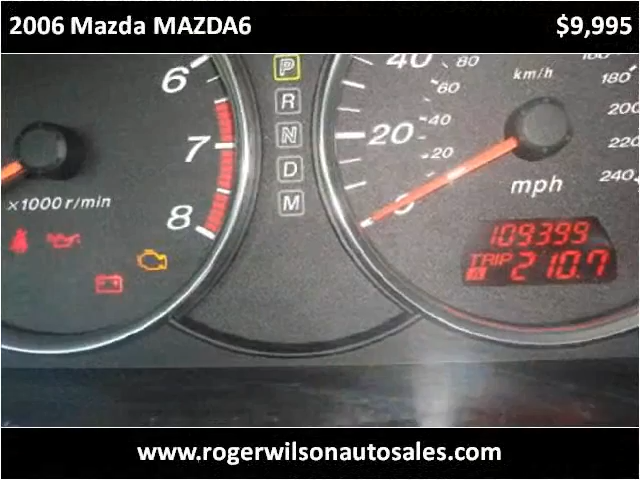 2006 Mazda MAZDA6 $9,995
6
7
8
×1000 r/min
P
R
N
D
M
40 80
60
40
20 20
0
km/h
180
200
220
240
mph
109399
TRIP A 210.7
www.rogerwilsonautosales.com